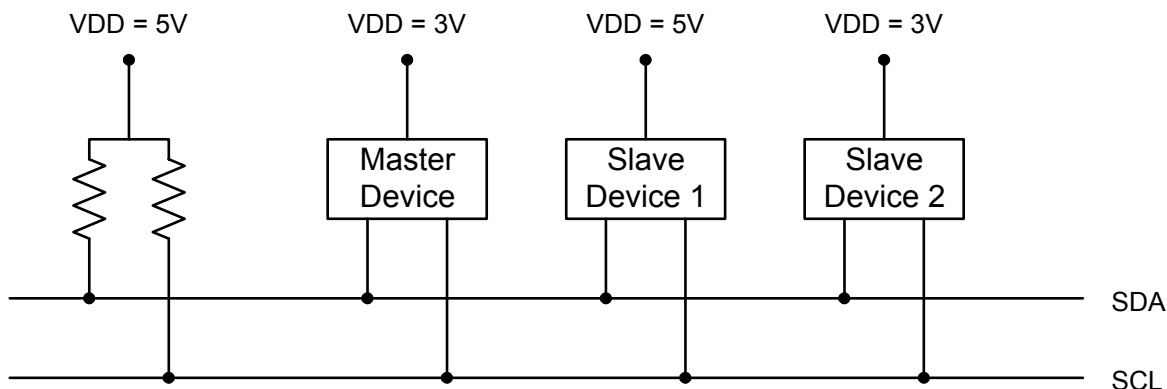 VDD = 5V
VDD = 3V
VDD = 5V
VDD = 3V
Master
Device
Slave
Device 1
Slave
Device 2
SDA
SCL